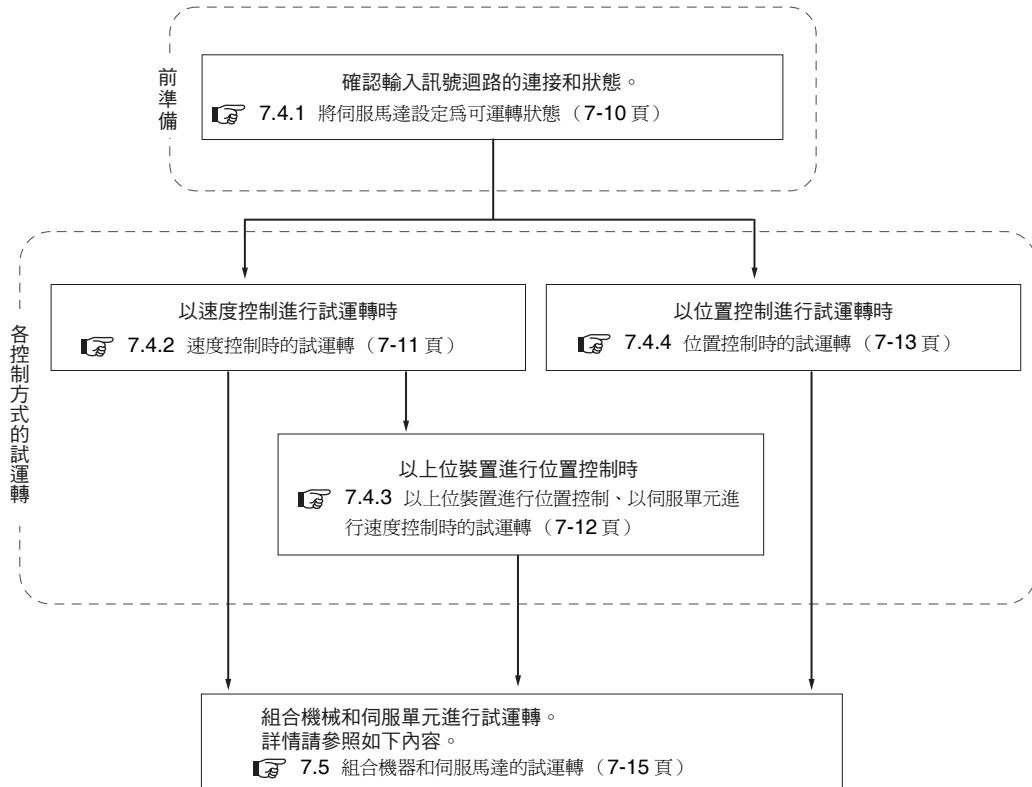 前準備
確認輸入訊號迴路的連接和狀態。
7.4.1 將伺服馬達設定爲可運轉狀態（7-10 頁）
各控制方式的試運轉
以速度控制進行試運轉時
7.4.2 速度控制時的試運轉（7-11 頁）
以位置控制進行試運轉時
7.4.4 位置控制時的試運轉（7-13 頁）
以上位裝置進行位置控制時
7.4.3 以上位裝置進行位置控制、以伺服單元進
行速度控制時的試運轉（7-12 頁）
組合機械和伺服單元進行試運轉。
詳情請參照如下內容。
7.5 組合機器和伺服馬達的試運轉（7-15 頁）